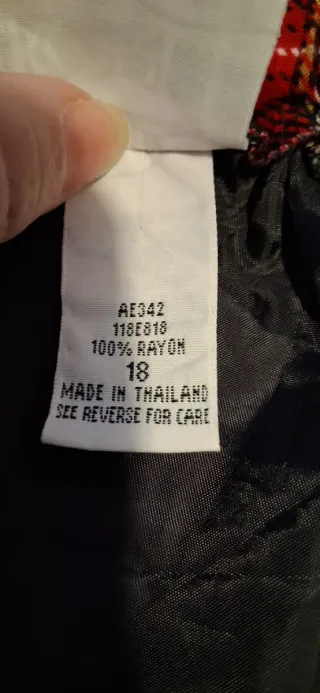 AE342
118E818
100% RAYON
18
MADE IN THAILAND
SEE REVERSE FOR CARE